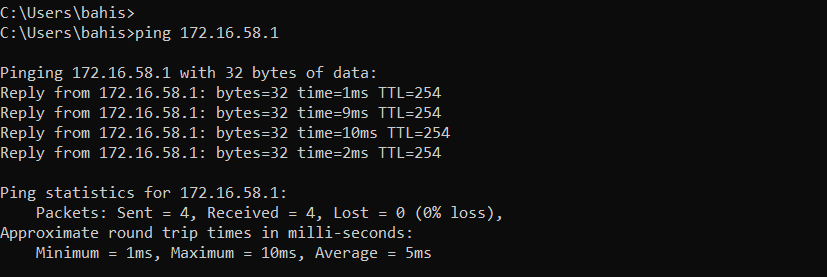 C:\Users\bahis>
C:\Users\bahis>ping 172.16.58.1
Pinging 172.16.58.1 with 32 bytes of data:
Reply from 172.16.58.1: bytes=32 time=1ms TTL=254
Reply from 172.16.58.1: bytes=32 time=9ms TTL=254
Reply from 172.16.58.1: bytes=32 time=10ms TTL=254
Reply from 172.16.58.1: bytes=32 time=2ms TTL=254
Ping statistics for 172.16.58.1:
Packets: Sent = 4, Received = 4, Lost = 0 (0% loss),
Approximate round trip times in milli-seconds:
Minimum = 1ms, Maximum = 10ms, Average = 5ms